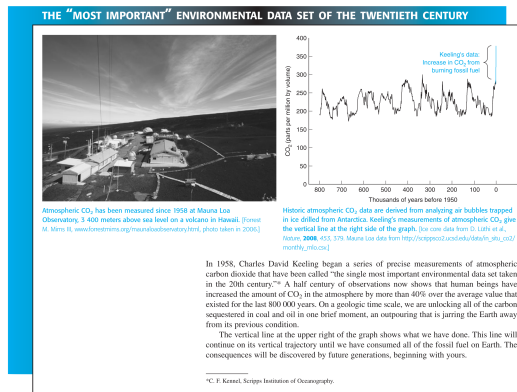 THE “MOST IMPORTANT” ENVIRONMENTAL DATA SET OF THE TWENTIETH CENTURY
Atmospheric CO₂ has been measured since 1958 at Mauna Loa
Observatory, 3 400 meters above sea level on a volcano in Hawaii. [Forrest
M. Mims III, www.forrestmims.org/maunaloaobservatory.html, photo taken in 2006.]
400
350
300
250
200
150
100
50
0
CO₂ (parts per million by volume)
Keeling's data:
Increase in CO₂ from
burning fossil fuel
800 700 600 500 400 300 200 100 0
Thousands of years before 1950
Historic atmospheric CO₂ data are derived from analyzing air bubbles trapped
in ice drilled from Antarctica. Keeling's measurements of atmospheric CO₂ give
the vertical line at the right side of the graph. [Ice core data from D. Lüthi et al.,
Nature, 2008, 453, 379. Mauna Loa data from http://scrippsco2.ucsd.edu/data/in_situ_co2/
monthly_mlo.csv.]
In 1958, Charles David Keeling began a series of precise measurements of atmospheric
carbon dioxide that have been called “the single most important environmental data set taken
in the 20th century.”* A half century of observations now shows that human beings have
increased the amount of CO₂ in the atmosphere by more than 40% over the average value that
existed for the last 800 000 years. On a geologic time scale, we are unlocking all of the carbon
sequestered in coal and oil in one brief moment, an outpouring that is jarring the Earth away
from its previous condition.
The vertical line at the upper right of the graph shows what we have done. This line will
continue on its vertical trajectory until we have consumed all of the fossil fuel on Earth. The
consequences will be discovered by future generations, beginning with yours.
*C. F. Kennel, Scripps Institution of Oceanography.